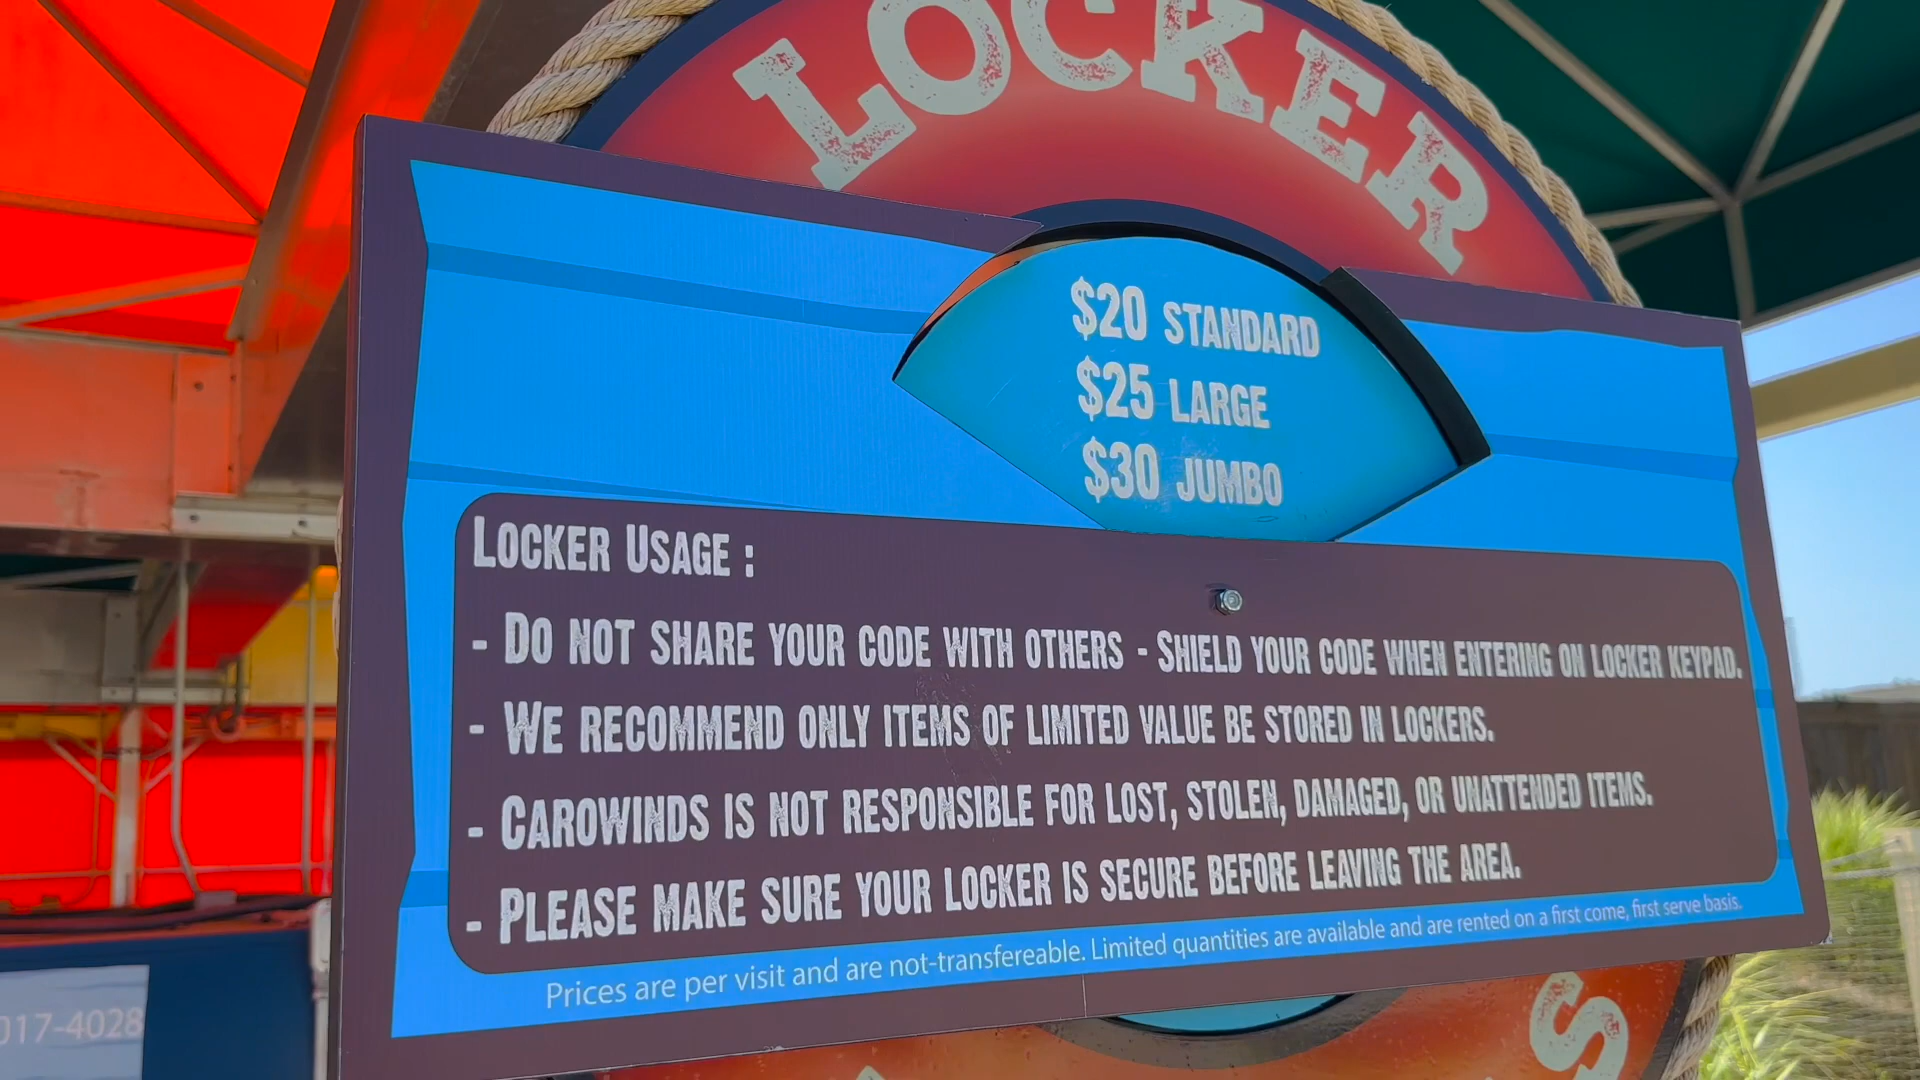 LOCKER
$20 STANDARD
$25 LARGE
$30 JUMBO
LOCKER USAGE :
- DO NOT SHARE YOUR CODE WITH OTHERS - SHIELD YOUR CODE WHEN ENTERING ON LOCKER KEYPAD.
- WE RECOMMEND ONLY ITEMS OF LIMITED VALUE BE STORED IN LOCKERS.
- CAROWINDS IS NOT RESPONSIBLE FOR LOST, STOLEN, DAMAGED, OR UNATTENDED ITEMS.
- PLEASE MAKE SURE YOUR LOCKER IS SECURE BEFORE LEAVING THE AREA.
Prices are per visit and are not-transfereable. Limited quantities are available and are rented on a first come, first serve basis.
017-4028
S